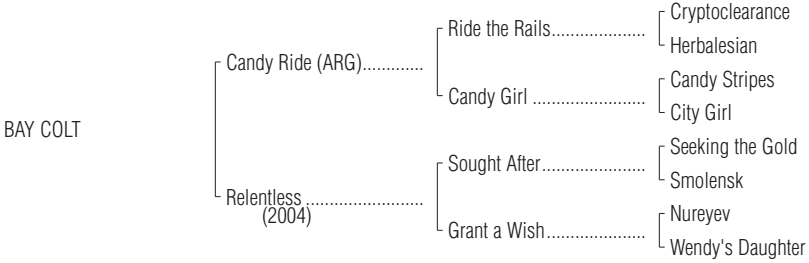 Cryptoclearance
Ride the Rails.....................
Herbalesian
Candy Ride (ARG).............
Candy Stripes
Candy Girl .........................
City Girl
BAY COLT
Seeking the Gold
Sought After.......................
Smolensk
Relentless ..........................
(2004)
Nureyev
Grant a Wish......................
Wendy's Daughter